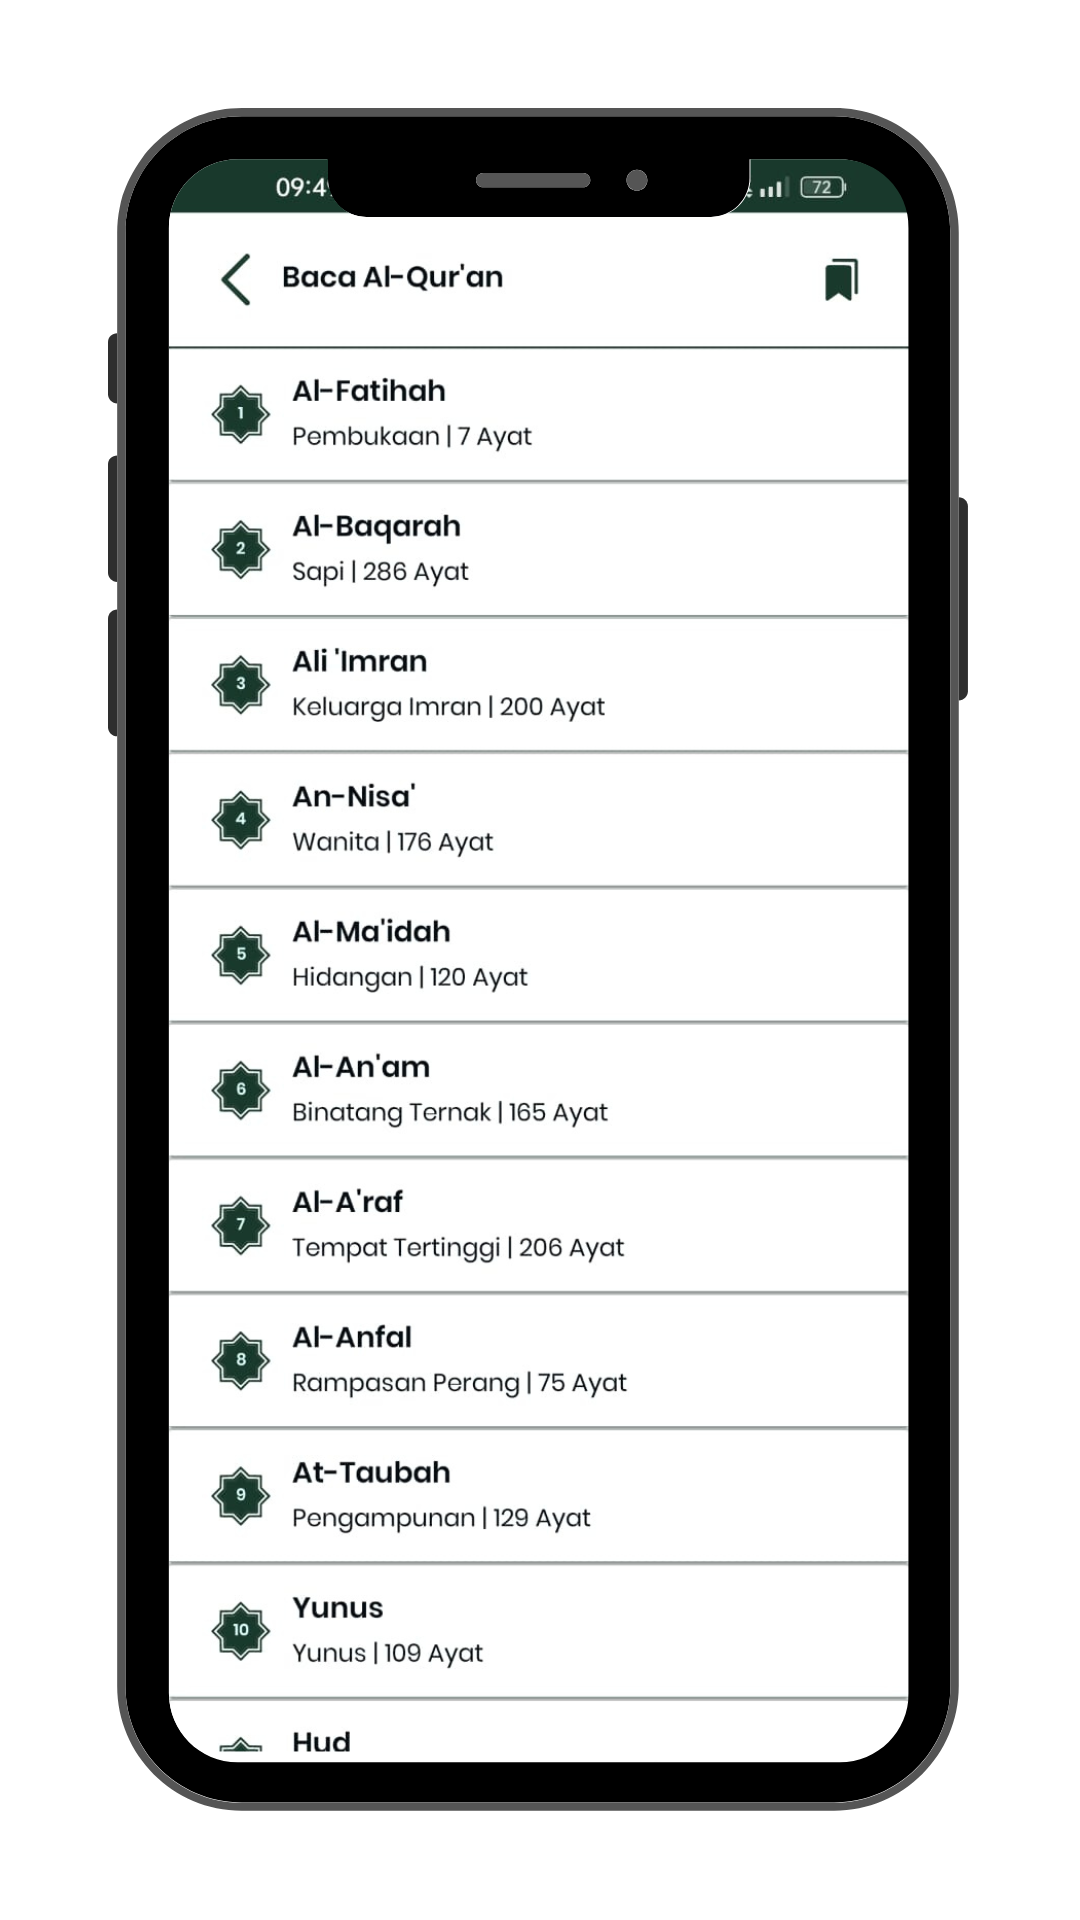 72
Baca Al-Qur'an
1
Al-Fatihah
Pembukaan | 7 Ayat
2
Al-Baqarah
Sapi | 286 Ayat
3
Ali 'Imran
Keluarga Imran | 200 Ayat
4
An-Nisa'
Wanita | 176 Ayat
5
Al-Ma'idah
Hidangan | 120 Ayat
6
Al-An'am
Binatang Ternak | 165 Ayat
7
Al-A'raf
Tempat Tertinggi | 206 Ayat
8
Al-Anfal
Rampasan Perang | 75 Ayat
9
At-Taubah
Pengampunan | 129 Ayat
10
Yunus
Yunus | 109 Ayat
Hud